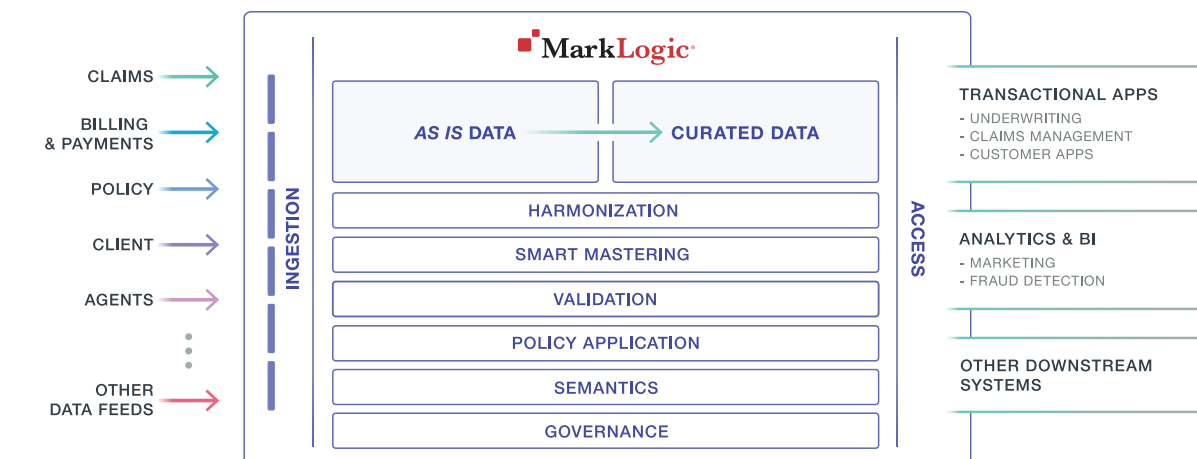 MarkLogic
CLAIMS
BILLING
& PAYMENTS
POLICY
CLIENT
AGENTS
OTHER
DATA FEEDS
INGESTION
AS IS DATA
CURATED DATA
HARMONIZATION
SMART MASTERING
VALIDATION
POLICY APPLICATION
SEMANTICS
GOVERNANCE
ACCESS
TRANSACTIONAL APPS
- UNDERWRITING
- CLAIMS MANAGEMENT
- CUSTOMER APPS
ANALYTICS & BI
- MARKETING
- FRAUD DETECTION
OTHER DOWNSTREAM
SYSTEMS